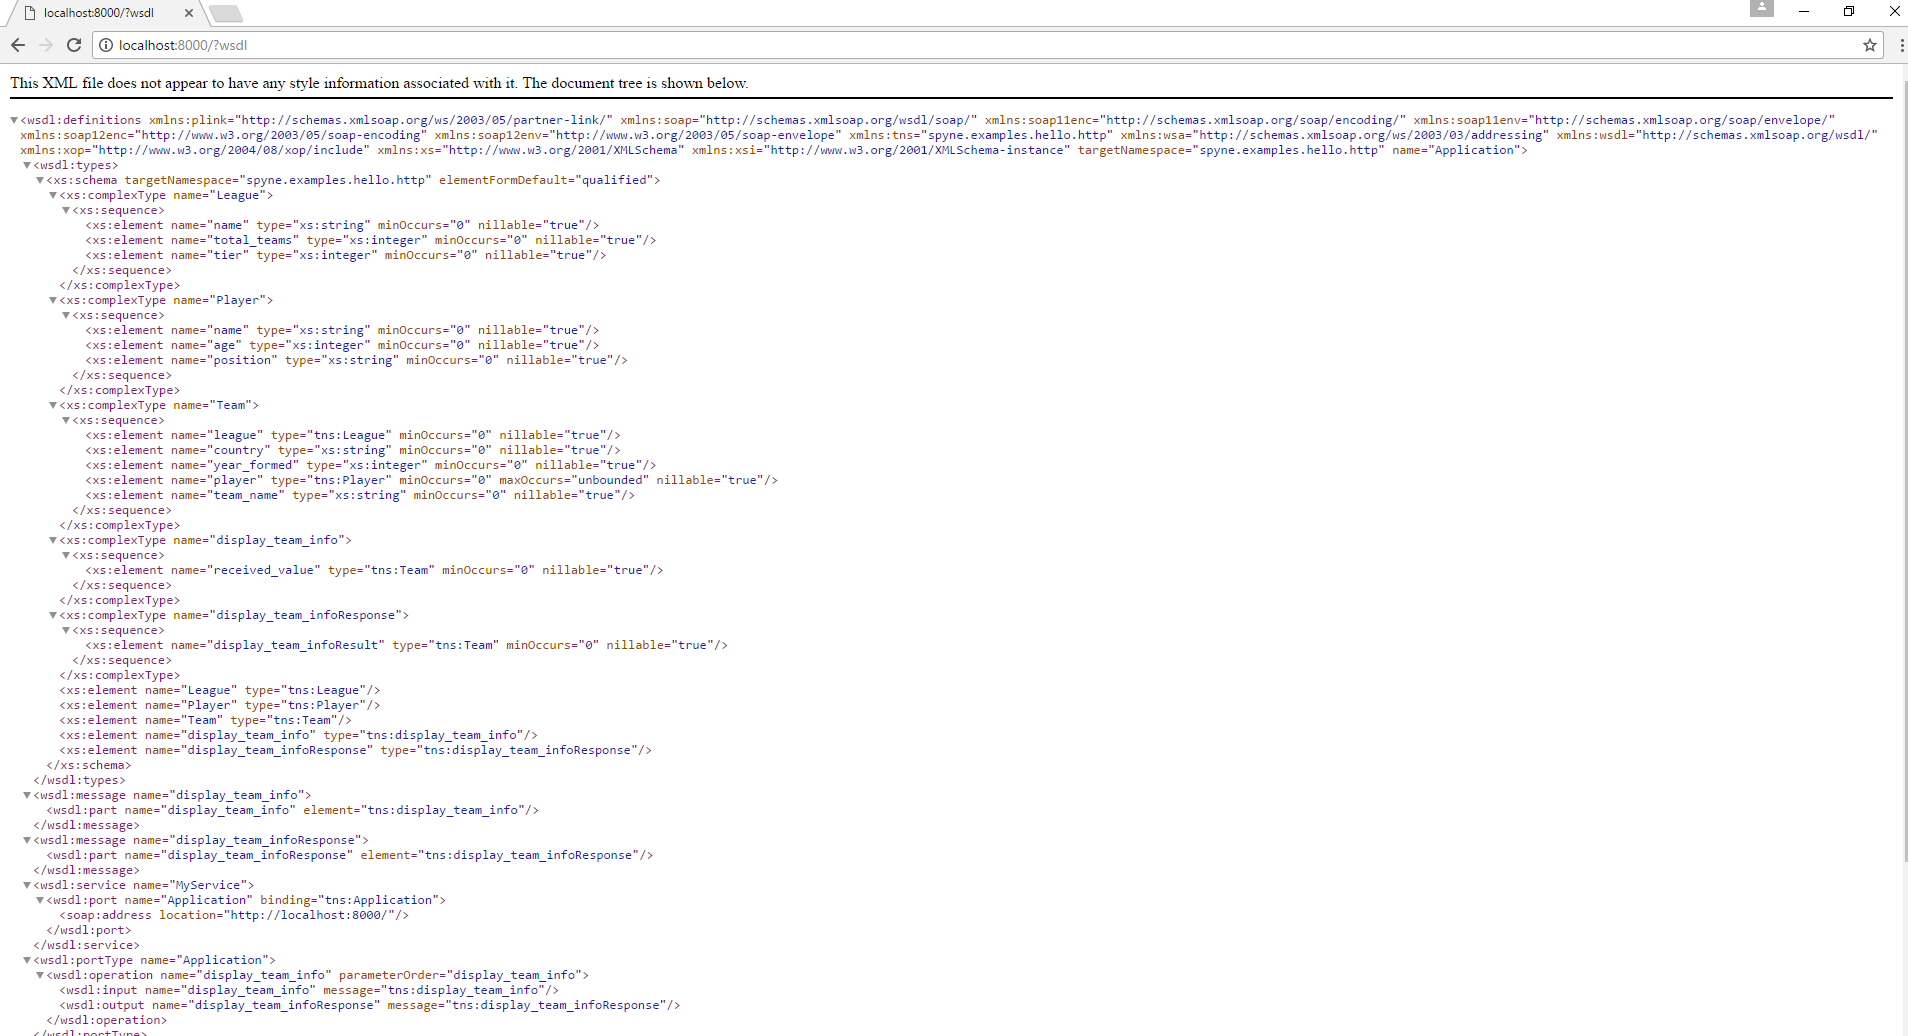 localhost:8000/?wsdl
localhost:8000/?wsdl
This XML file does not appear to have any style information associated with it. The document tree is shown below.
<wsdl:definitions xmlns:plink="http://schemas.xmlsoap.org/ws/2003/05/partner-link/" xmlns:soap="http://schemas.xmlsoap.org/wsdl/soap/" xmlns:soap11enc="http://schemas.xmlsoap.org/soap/encoding/" xmlns:soap11env="http://schemas.xmlsoap.org/soap/envelope/"
xmlns:soap12enc="http://www.w3.org/2003/05/soap-encoding" xmlns:soap12env="http://www.w3.org/2003/05/soap-envelope" xmlns:tns="spyne.examples.hello.http" xmlns:wsa="http://schemas.xmlsoap.org/ws/2003/03/addressing" xmlns:wsdl="http://schemas.xmlsoap.org/wsdl/"
xmlns:xop="http://www.w3.org/2004/08/xop/include" xmlns:xs="http://www.w3.org/2001/XMLSchema" xmlns:xsi="http://www.w3.org/2001/XMLSchema-instance" targetNamespace="spyne.examples.hello.http" name="Application">
<wsdl:types>
<xs:schema targetNamespace="spyne.examples.hello.http" elementFormDefault="qualified">
<xs:complexType name="League">
<xs:sequence>
<xs:element name="name" type="xs:string" minOccurs="0" nillable="true"/>
<xs:element name="total_teams" type="xs:integer" minOccurs="0" nillable="true"/>
<xs:element name="tier" type="xs:integer" minOccurs="0" nillable="true"/>
</xs:sequence>
</xs:complexType>
<xs:complexType name="Player">
<xs:sequence>
<xs:element name="name" type="xs:string" minOccurs="0" nillable="true"/>
<xs:element name="age" type="xs:integer" minOccurs="0" nillable="true"/>
<xs:element name="position" type="xs:string" minOccurs="0" nillable="true"/>
</xs:sequence>
</xs:complexType>
<xs:complexType name="Team">
<xs:sequence>
<xs:element name="league" type="tns:League" minOccurs="0" nillable="true"/>
<xs:element name="country" type="xs:string" minOccurs="0" nillable="true"/>
<xs:element name="year_formed" type="xs:integer" minOccurs="0" nillable="true"/>
<xs:element name="player" type="tns:Player" minOccurs="0" maxOccurs="unbounded" nillable="true"/>
<xs:element name="team_name" type="xs:string" minOccurs="0" nillable="true"/>
</xs:sequence>
</xs:complexType>
<xs:complexType name="display_team_info">
<xs:sequence>
<xs:element name="received_value" type="tns:Team" minOccurs="0" nillable="true"/>
</xs:sequence>
</xs:complexType>
<xs:complexType name="display_team_infoResponse">
<xs:sequence>
<xs:element name="display_team_infoResult" type="tns:Team" minOccurs="0" nillable="true"/>
</xs:sequence>
</xs:complexType>
<xs:element name="League" type="tns:League"/>
<xs:element name="Player" type="tns:Player"/>
<xs:element name="Team" type="tns:Team"/>
<xs:element name="display_team_info" type="tns:display_team_info"/>
<xs:element name="display_team_infoResponse" type="tns:display_team_infoResponse"/>
</xs:schema>
</wsdl:types>
<wsdl:message name="display_team_info">
<wsdl:part name="display_team_info" element="tns:display_team_info"/>
</wsdl:message>
<wsdl:message name="display_team_infoResponse">
<wsdl:part name="display_team_infoResponse" element="tns:display_team_infoResponse"/>
</wsdl:message>
<wsdl:service name="MyService">
<wsdl:port name="Application" binding="tns:Application">
<soap:address location="http://localhost:8000/"/>
</wsdl:port>
</wsdl:service>
<wsdl:portType name="Application">
<wsdl:operation name="display_team_info" parameterOrder="display_team_info">
<wsdl:input name="display_team_info" message="tns:display_team_info"/>
<wsdl:output name="display_team_infoResponse" message="tns:display_team_infoResponse"/>
</wsdl:operation>
</wsdl:portType>